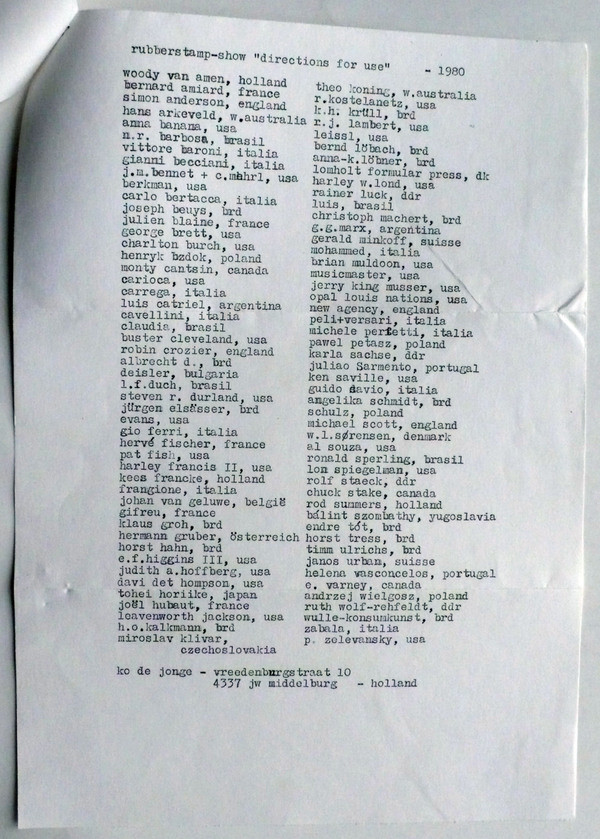 rubberstamp-show "directions for use" - 1980
woody van amen, holland
bernard amiard, france
simon anderson, england
hans arkeveld, w.australia
anna banana, usa
n.r. barbosa, brasil
vittore baroni, italia
gianni becciani, italia
j.m.bennet + c.mehrl, usa
berkman, usa
carlo bertacca, italia
joseph beuys, brd
julien blaine, france
george brett, usa
charlton burch, usa
henryk bzdok, poland
monty cantsin, canada
carioca, usa
carrega, italia
luis catriel, argentina
cavellini, italia
claudia, brasil
buster cleveland, usa
robin crozier, england
albrecht d., brd
deisler, bulgaria
l.f.duch, brasil
steven r. durland, usa
jürgen elsässer, brd
evans, usa
gio ferri, italia
hervé fischer, france
pat fish, usa
harley francis II, usa
kees francke, holland
frangione, italia
johan van geluwe, belgië
gifreu, france
klaus groh, brd
hermann gruber, österreich
horst hahn, brd
e.f.higgins III, usa
judith a.hoffberg, usa
davi det hompson, usa
tohei horiike, japan
joël hubaut, france
leavenworth jackson, usa
h.o.kalkmann, brd
miroslav klivar,
czechoslovakia
theo koning, w.australia
r.kostelanetz, usa
k.h. krüll, brd
r.j. lambert, usa
leissl, usa
bernd löbach, brd
anna-k.löbner, brd
lomholt formular press, dk
harley w.lond, usa
rainer luck, ddr
luis, brasil
christoph machert, brd
g.g.marx, argentina
gerald minkoff, suisse
mohammed, italia
brian muldoon, usa
musicmaster, usa
jerry king musser, usa
opal louis nations, usa
new agency, england
peli+versari, italia
michele perfetti, italia
pawel petasz, poland
karla sachse, ddr
juliao Sarmento, portugal
ken saville, usa
guido savio, italia
angelika schmidt, brd
schulz, poland
michael scott, england
w.l.sørensen, denmark
al souza, usa
ronald sperling, brasil
lon spiegelman, usa
rolf staeck, ddr
chuck stake, canada
rod summers, holland
bálint szombathy, yugoslavia
endre tót, brd
horst tress, brd
timm ulrichs, brd
janos urban, suisse
helena vasconcelos, portugal
e. varney, canada
andrzej wielgosz, poland
ruth wolf-rehfeldt, ddr
wulle-konsumkunst, brd
zabala, italia
p. zelevansky, usa
ko de jonge - vreedenburgstraat 10
4337 jw middelburg - holland